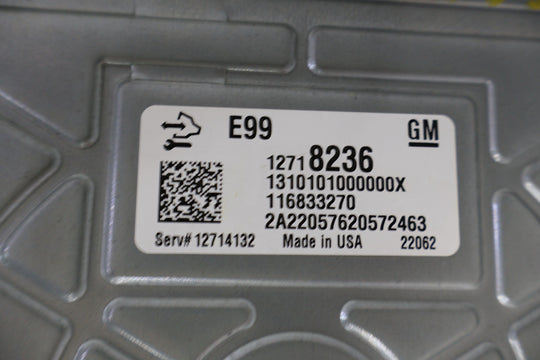 E99 GM
12718236
1310101000000X
116833270
2A22057620572463
Serv# 12714132 Made in USA 22062